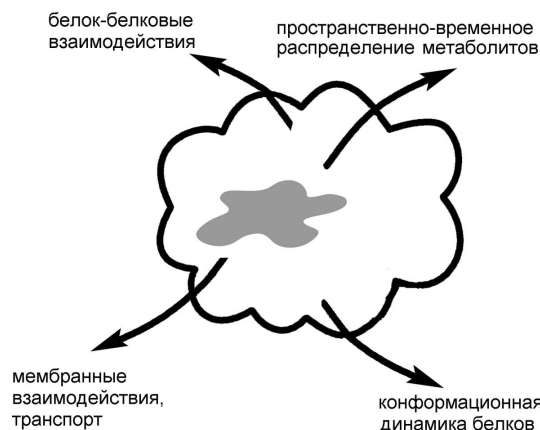 белок-белковые
взаимодействия
пространственно-временное
распределение метаболитов
мембранные
взаимодействия,
транспорт
конформационная
динамика белков